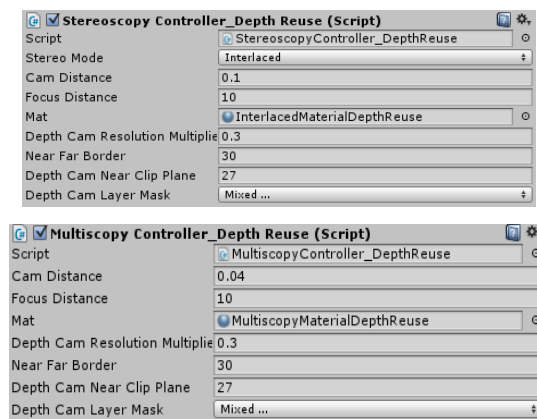 Stereoscopy Controller_Depth Reuse (Script)
Script StereoscopyController_DepthReuse
Stereo Mode Interlaced
Cam Distance 0.1
Focus Distance 10
Mat InterlacedMaterialDepthReuse
Depth Cam Resolution Multiplie 0.3
Near Far Border 30
Depth Cam Near Clip Plane 27
Depth Cam Layer Mask Mixed ...
Multiscopy Controller_Depth Reuse (Script)
Script MultiscopyController_DepthReuse
Cam Distance 0.04
Focus Distance 10
Mat MultiscopyMaterialDepthReuse
Depth Cam Resolution Multiplie 0.3
Near Far Border 30
Depth Cam Near Clip Plane 27
Depth Cam Layer Mask Mixed ...